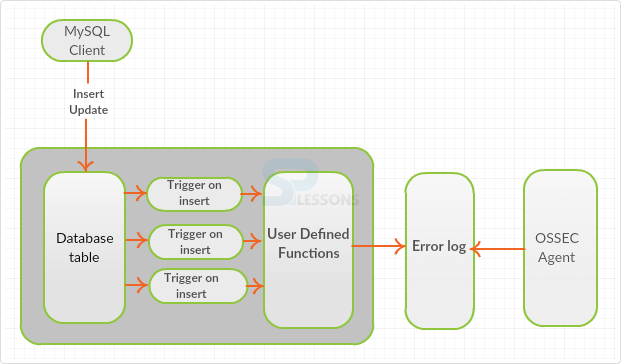 MySQL
Client
Insert
Update
Database
table
Trigger on
insert
Trigger on
insert
Trigger on
insert
SP
LESSONS
User Defined
Functions
Error log
OSSEC
Agent